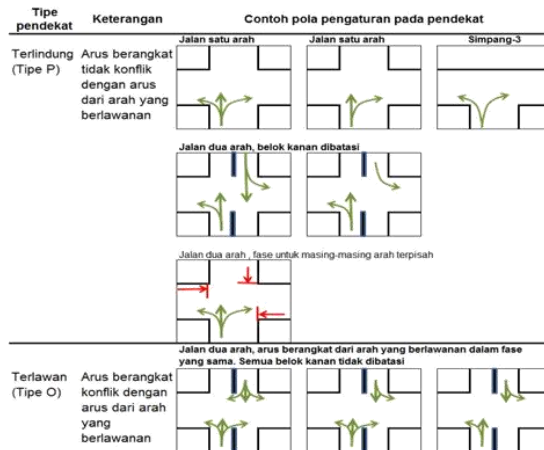 Tipe pendekat Keterangan Contoh pola pengaturan pada pendekat
Jalan satu arah Jalan satu arah Simpang-3
Terlindung (Tipe P)
Arus berangkat
tidak konflik
dengan arus
dari arah yang
berlawanan
Jalan dua arah, belok kanan dibatasi
Jalan dua arah , fase untuk masing-masing arah terpisah
Jalan dua arah, arus berangkat dari arah yang berlawanan dalam fase
yang sama. Semua belok kanan tidak dibatasi
Terlawan (Tipe O)
Arus berangkat
konflik dengan
arus dari arah
yang
berlawanan